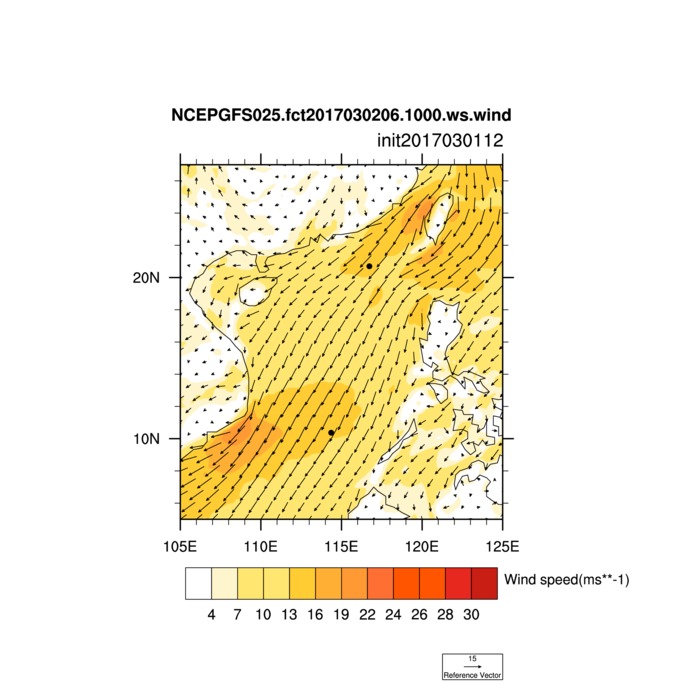 NCEPGFS025.fct2017030206.1000.ws.wind
init2017030112
20N
10N
105E 110E 115E 120E 125E
Wind speed(ms**-1)
4 7 10 13 16 19 22 24 26 28 30
15
Reference Vector